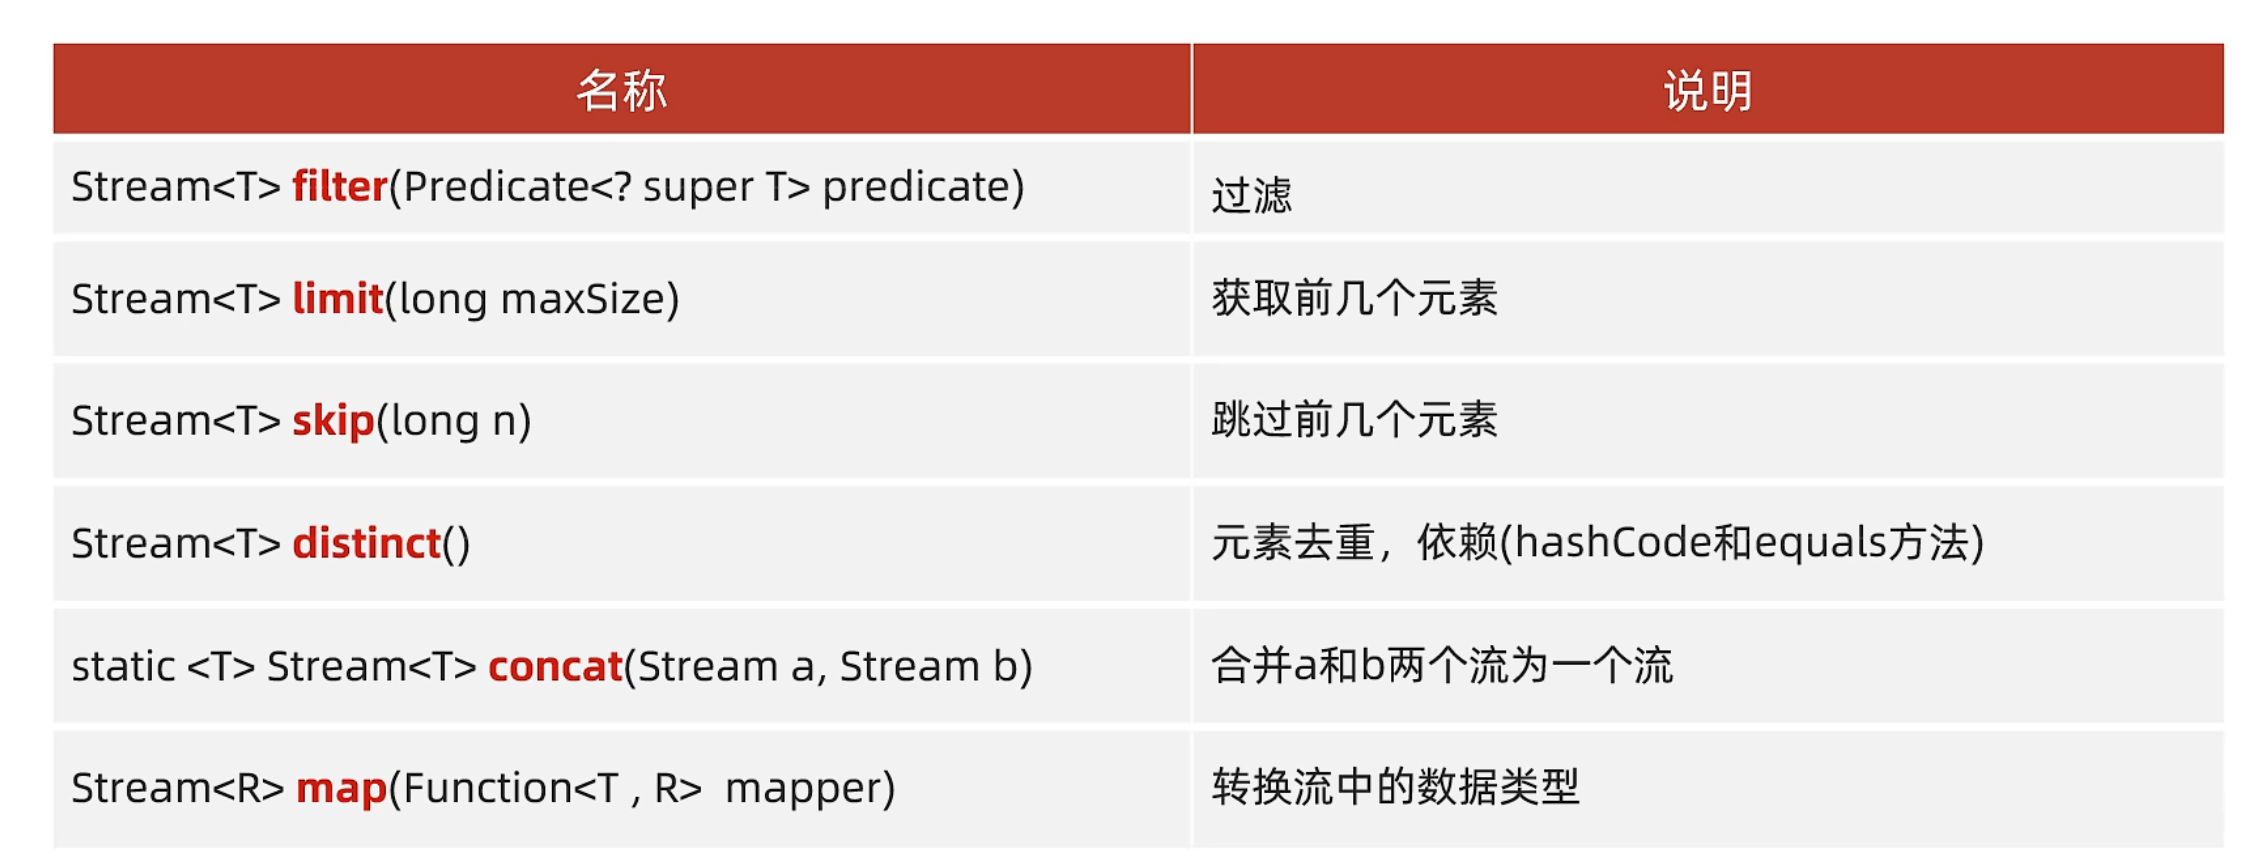 名称 说明
Stream<T> filter(Predicate<? super T> predicate) 过滤
Stream<T> limit(long maxSize) 获取前几个元素
Stream<T> skip(long n) 跳过前几个元素
Stream<T> distinct() 元素去重，依赖(hashCode和equals方法)
static <T> Stream<T> concat(Stream a, Stream b) 合并a和b两个流为一个流
Stream<R> map(Function<T , R>  mapper) 转换流中的数据类型